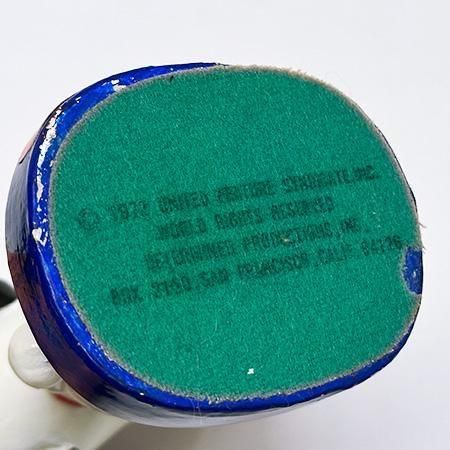 © 1972 UNITED FEATURE SYNDICATE, INC.
WORLD RIGHTS RESERVED
DETERMINED PRODUCTIONS, INC.
BOX 2150, SAN FRANCISCO, CALIF. 94126